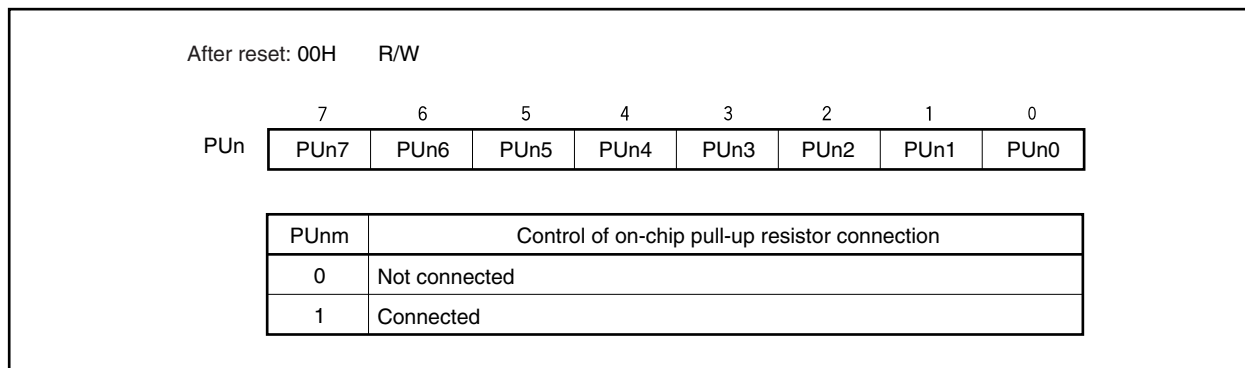 After reset: 00H R/W
7 6 5 4 3 2 1 0
PUn PUn7 PUn6 PUn5 PUn4 PUn3 PUn2 PUn1 PUn0
PUnm Control of on-chip pull-up resistor connection
0 Not connected
1 Connected